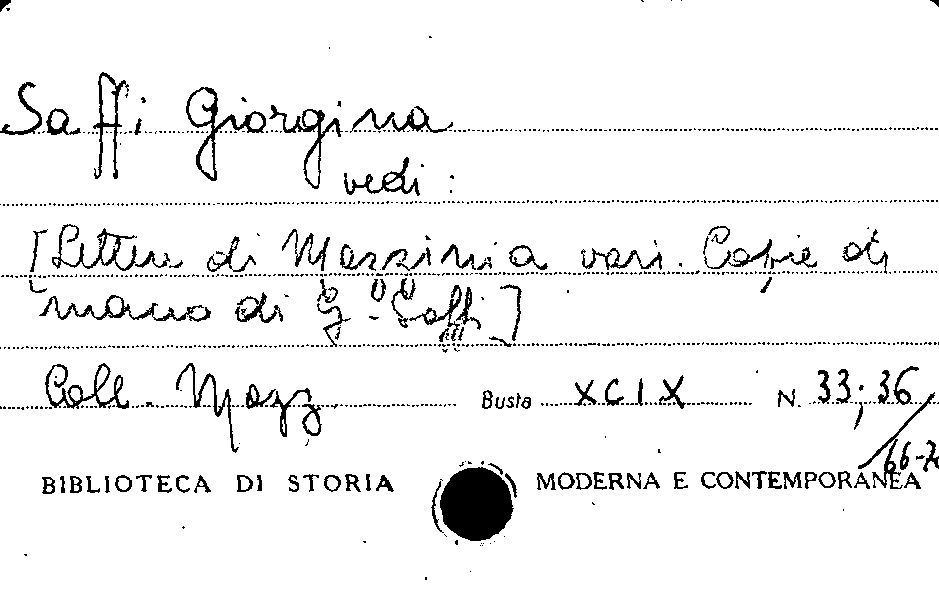 Saffi Giorgina
vedi :
[Lettere di Mazzini a vari. Copie di
mano di G. Saffi]
Coll. Mazz. Busta XCIX N. 33; 36/
66-
BIBLIOTECA DI STORIA MODERNA E CONTEMPORANEA